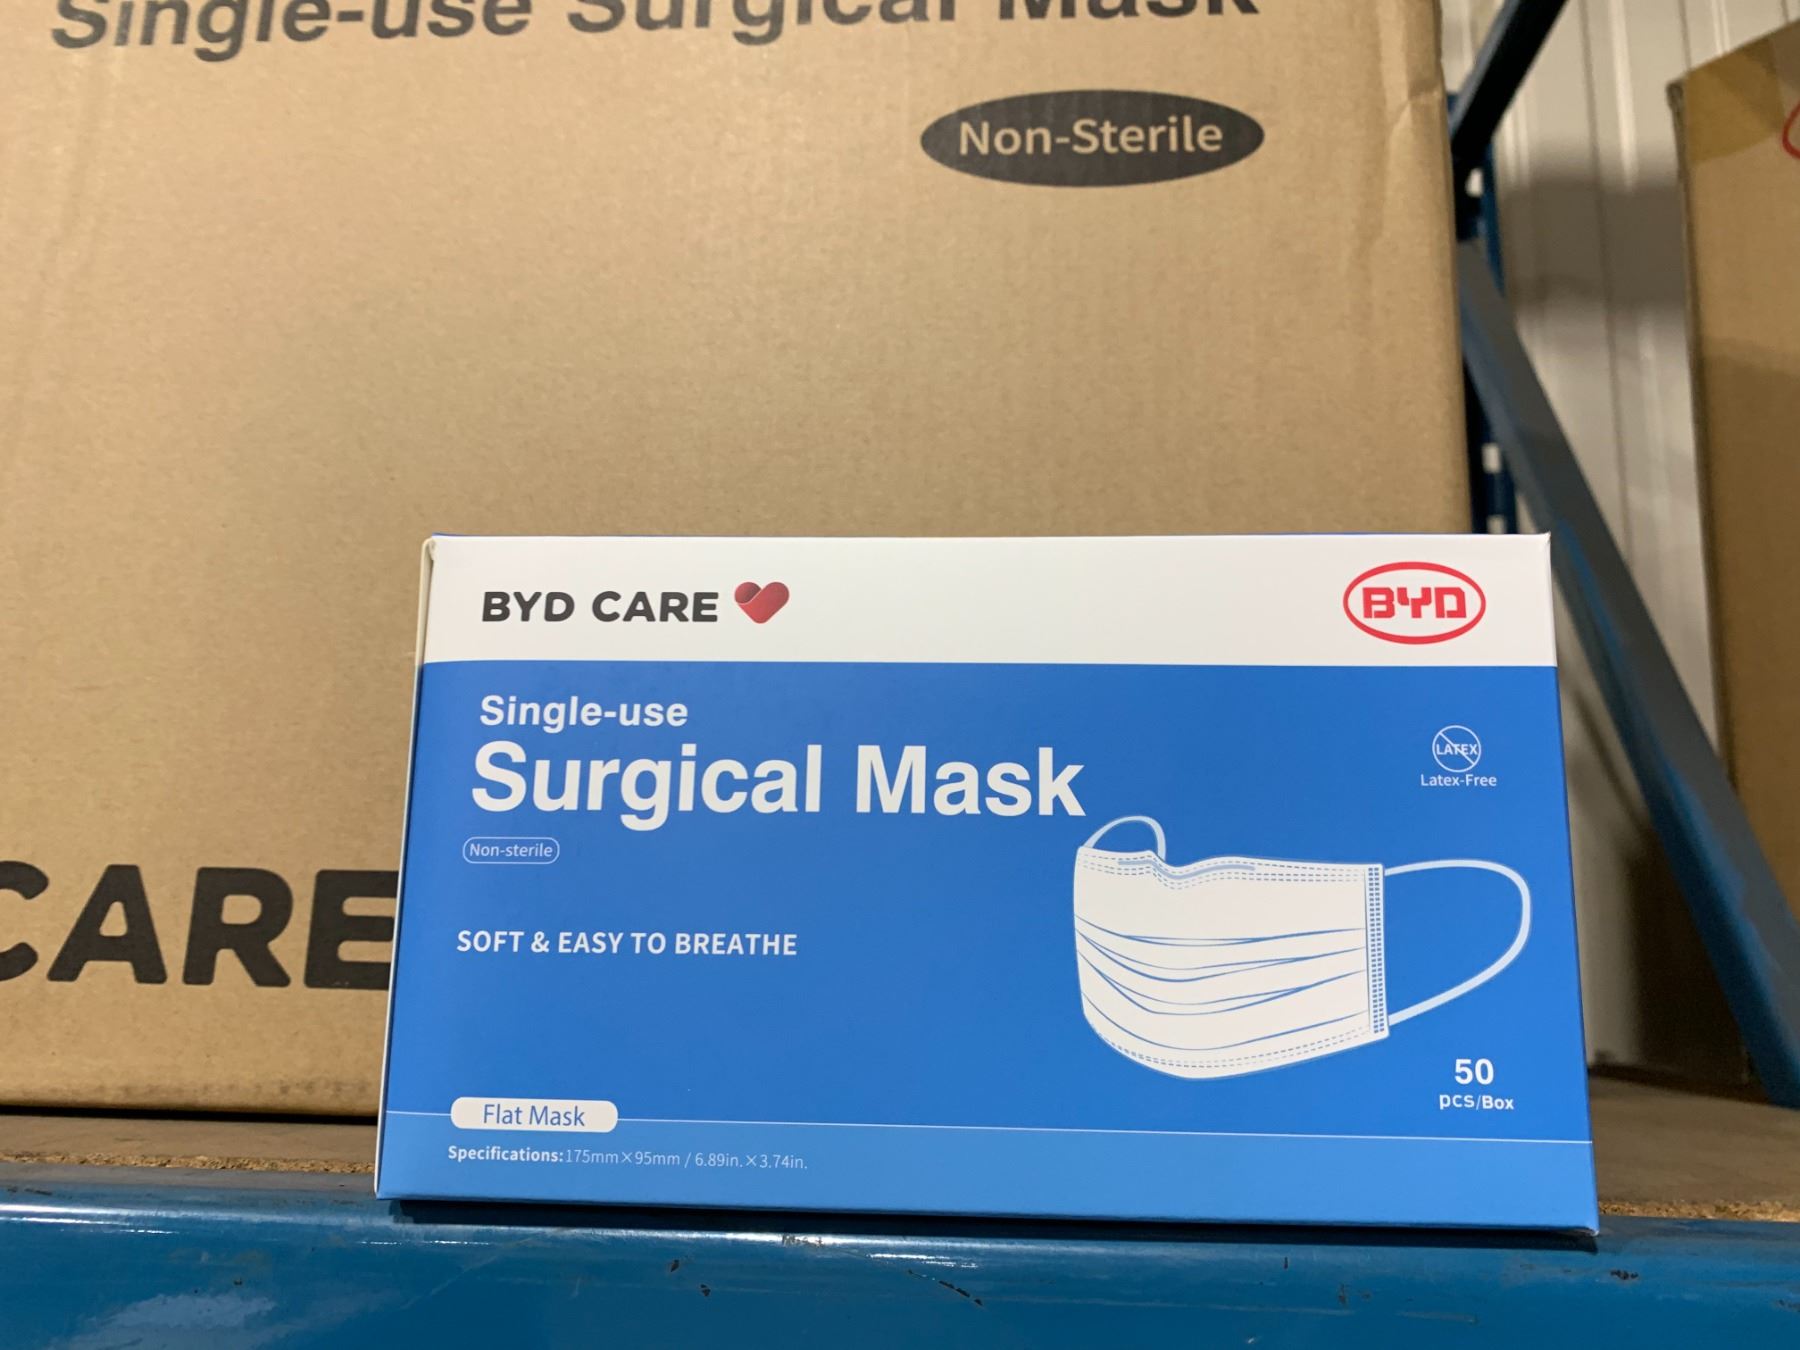 Single-use Surgical Mask
Non-Sterile
CARE
BYD CARE
BYD
Single-use
Surgical Mask
Non-sterile
SOFT & EASY TO BREATHE
LATEX
Latex-Free
50
pcs/Box
Flat Mask
Specifications:175mm×95mm / 6.89in.×3.74in.